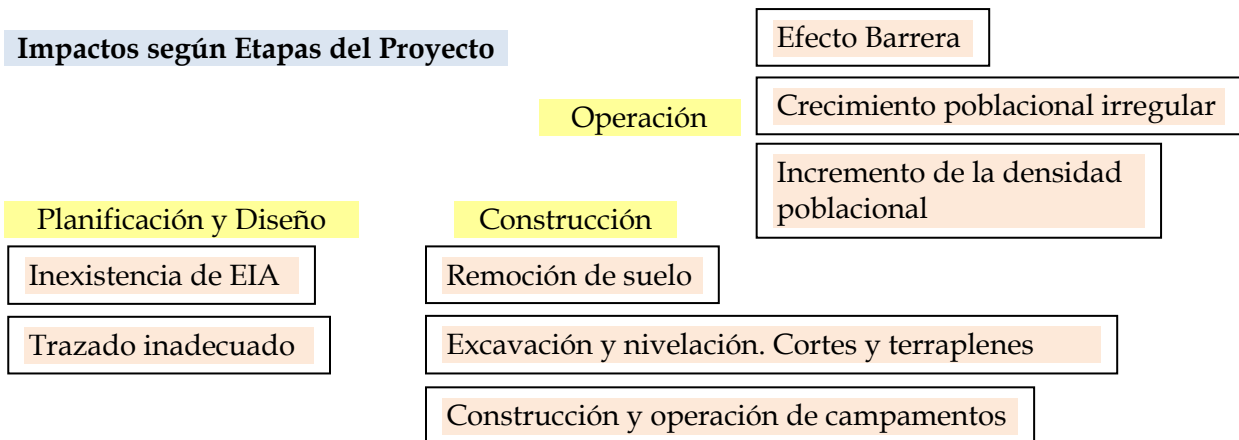 Impactos según Etapas del Proyecto
Efecto Barrera
Operación
Crecimiento poblacional irregular
Incremento de la densidad
poblacional
Planificación y Diseño
Inexistencia de EIA
Trazado inadecuado
Construcción
Remoción de suelo
Excavación y nivelación. Cortes y terraplenes
Construcción y operación de campamentos